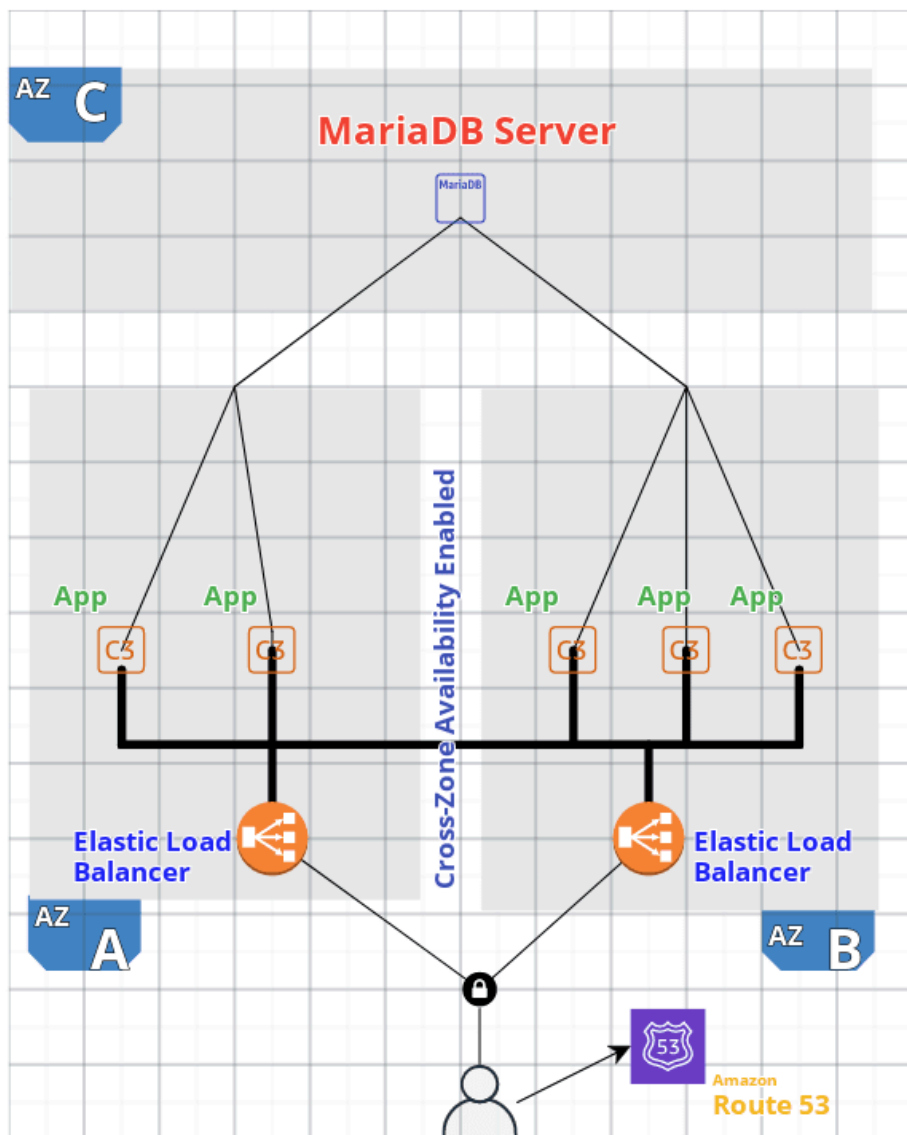 AZ C
MariaDB Server
MariaDB
Cross-Zone Availability Enabled
App
App
App
App
App
C3
C3
C3
C3
C3
Elastic Load
Balancer
Elastic Load
Balancer
AZ A
AZ B
53
Amazon
Route 53